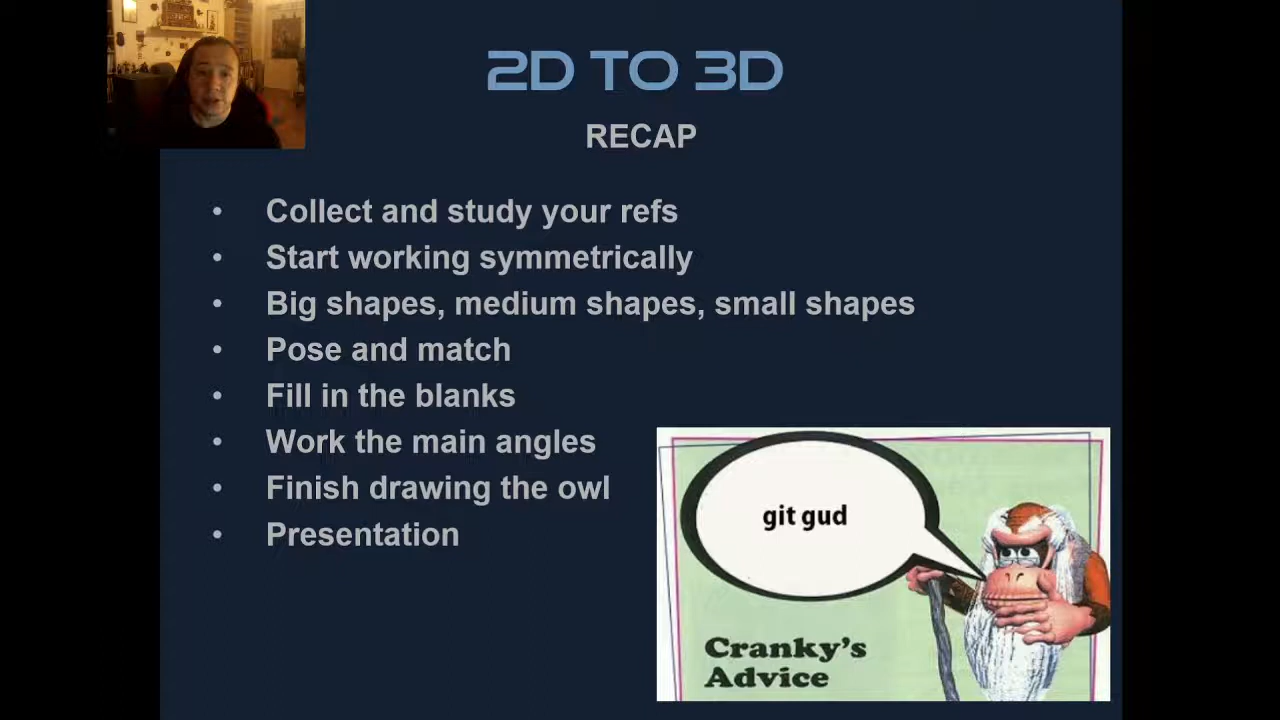 2D TO 3D
RECAP
• Collect and study your refs
• Start working symmetrically
• Big shapes, medium shapes, small shapes
• Pose and match
• Fill in the blanks
• Work the main angles
• Finish drawing the owl
• Presentation
git gud
Cranky's
Advice